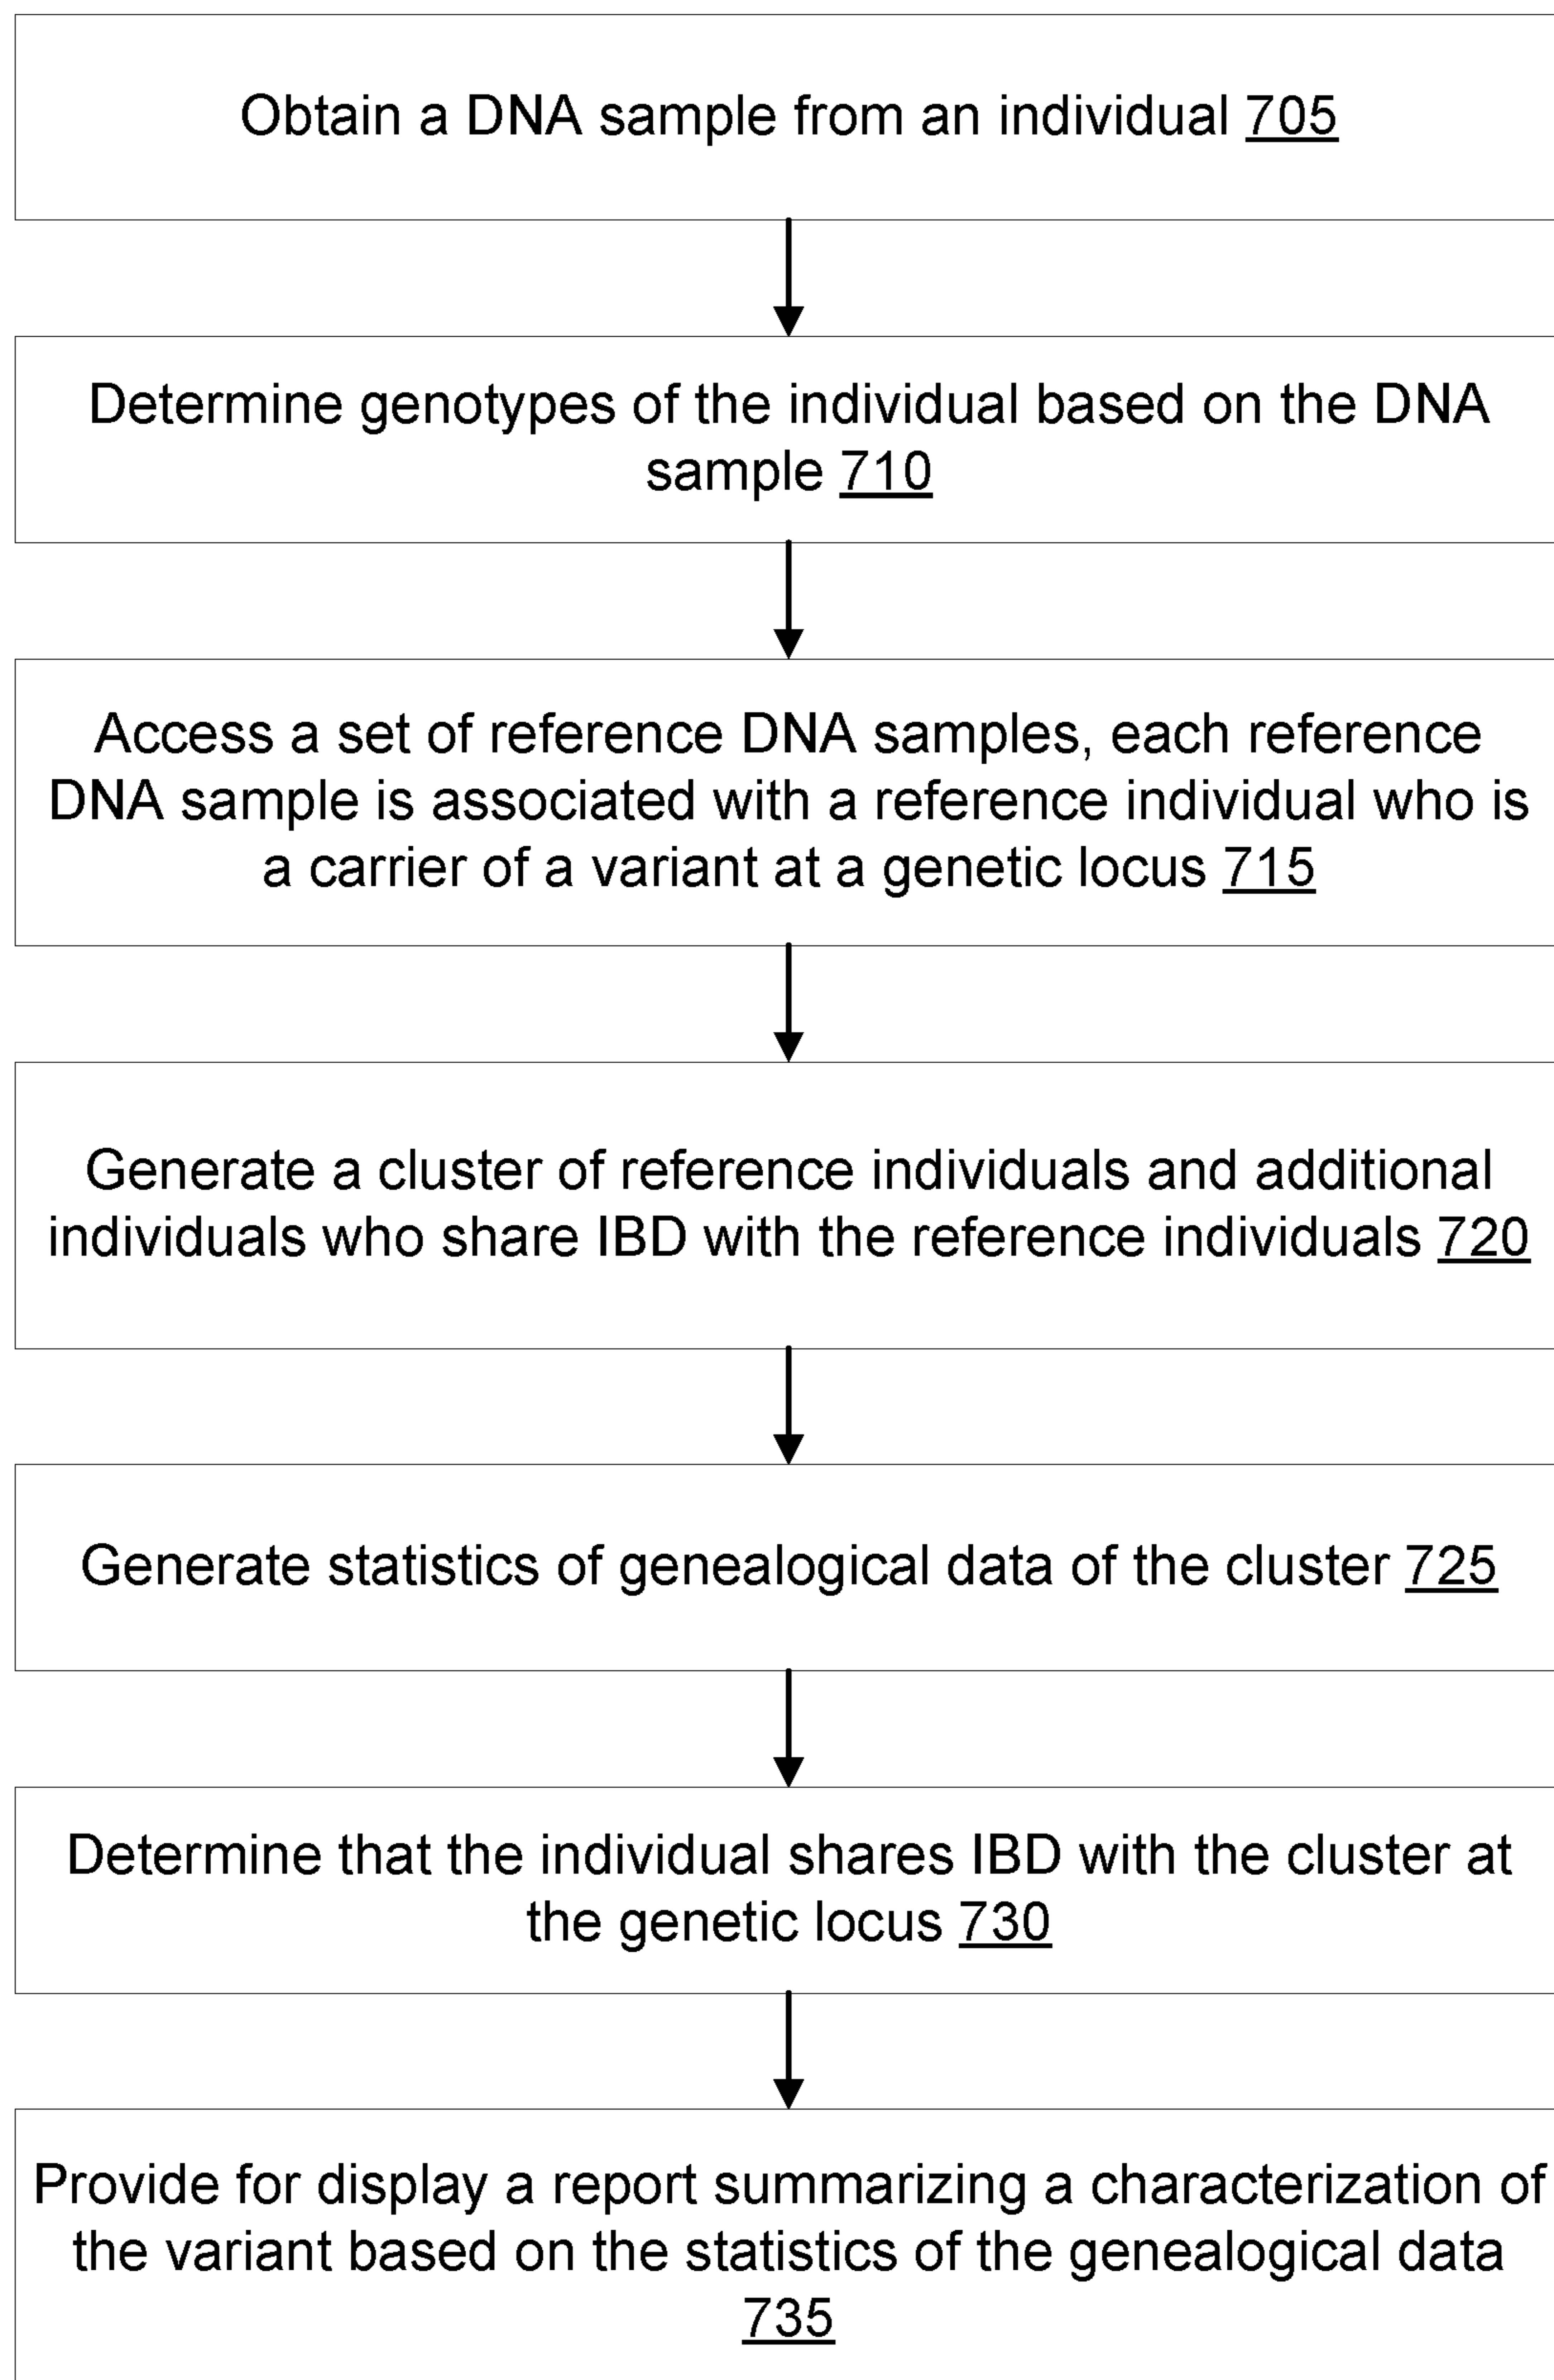 Obtain a DNA sample from an individual 705
Determine genotypes of the individual based on the DNA
sample 710
Access a set of reference DNA samples, each reference
DNA sample is associated with a reference individual who is
a carrier of a variant at a genetic locus 715
Generate a cluster of reference individuals and additional
individuals who share IBD with the reference individuals 720
Generate statistics of genealogical data of the cluster 725
Determine that the individual shares IBD with the cluster at
the genetic locus 730
Provide for display a report summarizing a characterization of
the variant based on the statistics of the genealogical data
735